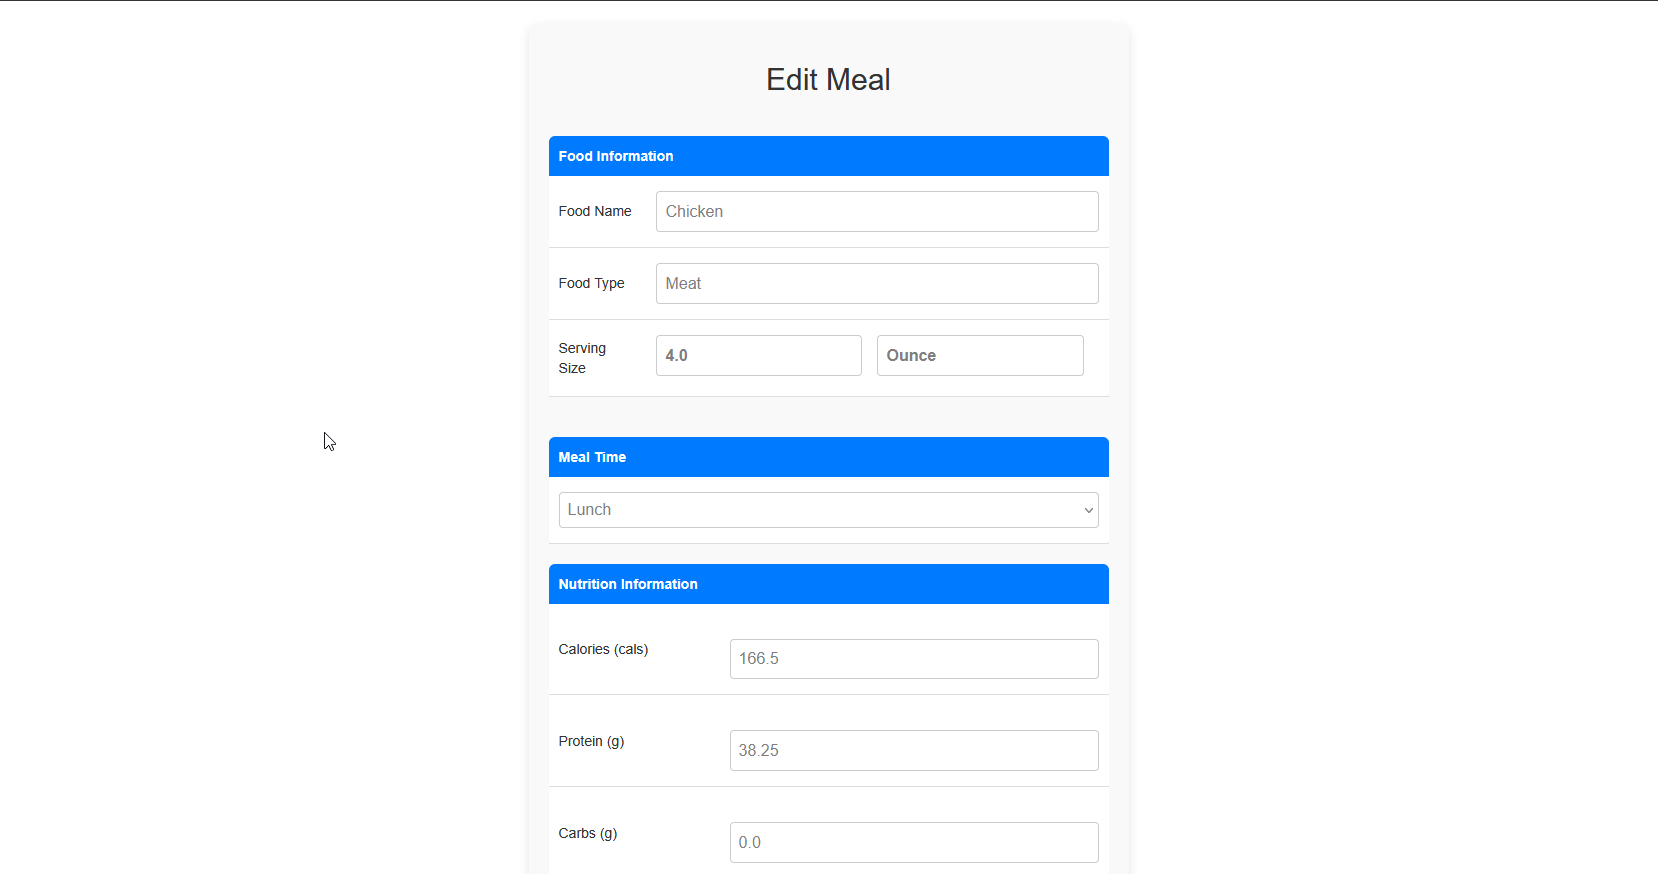 Edit Meal
Food Information
Food Name
Chicken
Food Type
Meat
Serving
Size
4.0
Ounce
Meal Time
Lunch
Nutrition Information
Calories (cals)
166.5
Protein (g)
38.25
Carbs (g)
0.0